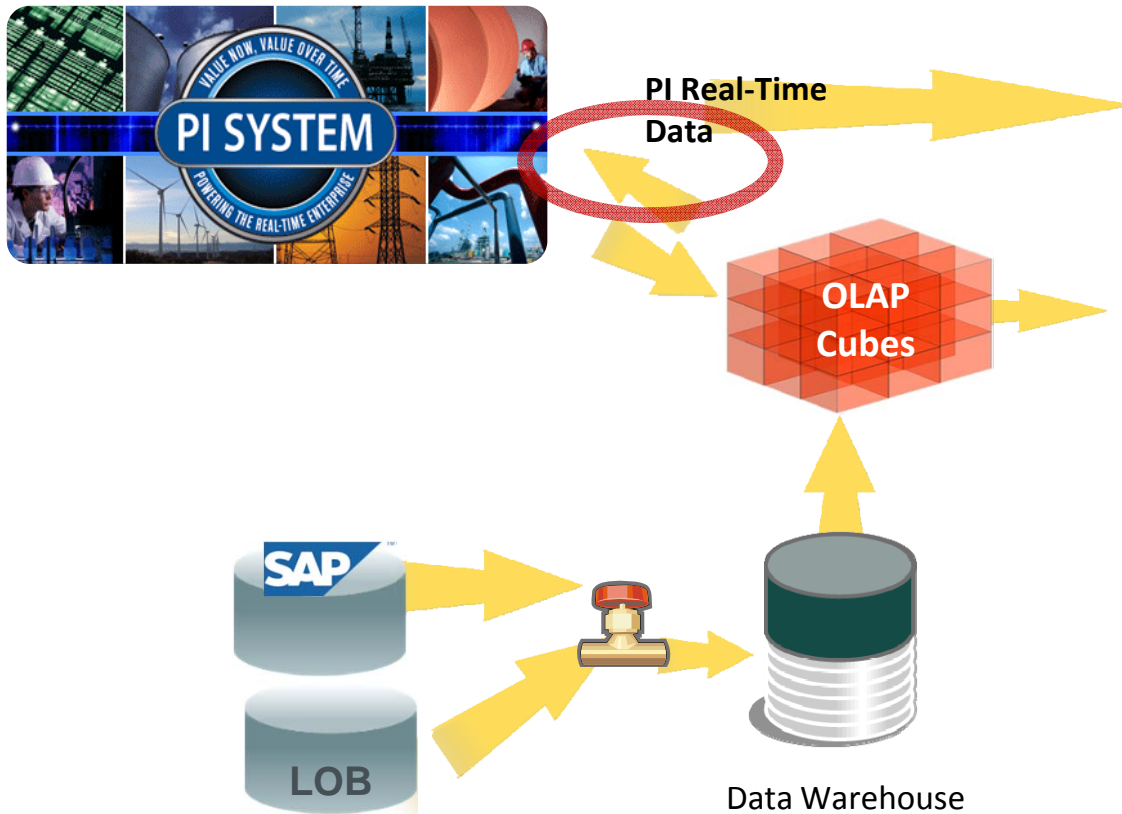 VALUE NOW, VALUE OVER TIME
PI SYSTEM
POWERING THE REAL-TIME ENTERPRISE
PI Real-Time
Data
OLAP
Cubes
SAP
LOB
Data Warehouse